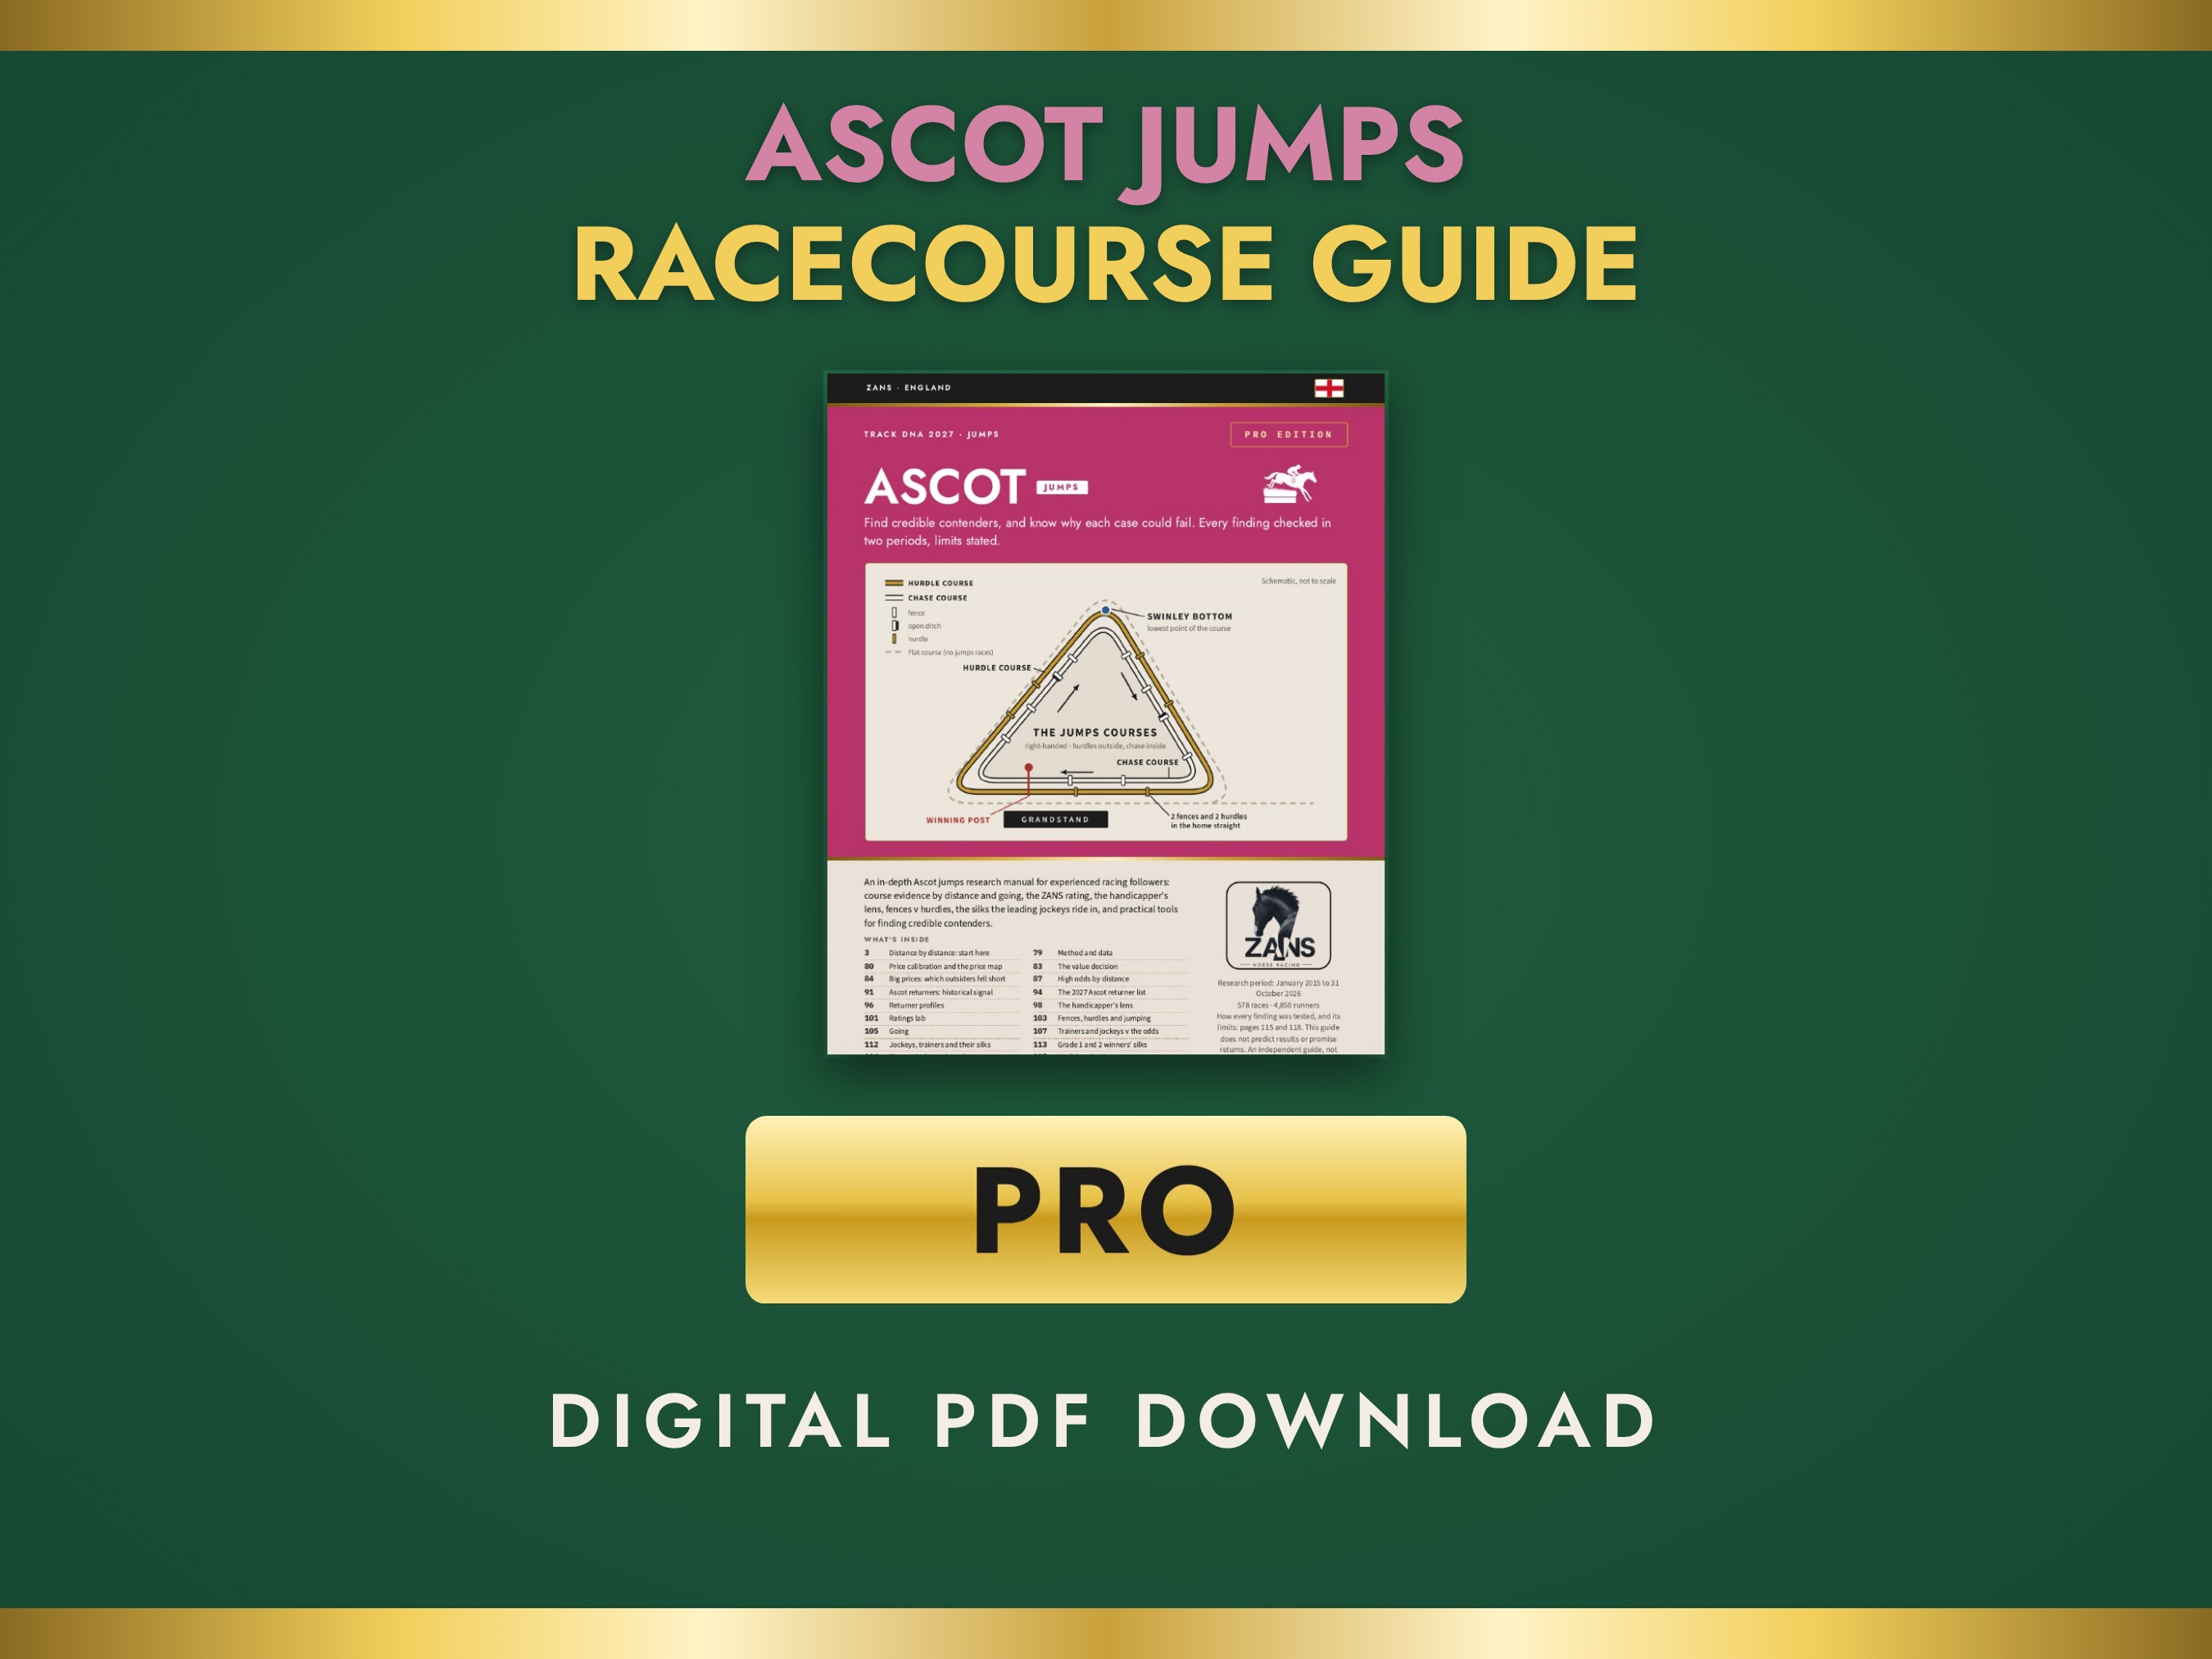 ASCOT JUMPS
RACECOURSE GUIDE
ZANS · ENGLAND
TRACK DNA 2027 · JUMPS
PRO EDITION
ASCOT JUMPS
Find credible contenders, and know why each case could fail. Every finding checked in
two periods, limits stated.
HURDLE COURSE
CHASE COURSE
fence
open ditch
hurdle
Flat course (no jumps races)
Schematic, not to scale
SWINLEY BOTTOM
lowest point of the course
HURDLE COURSE
THE JUMPS COURSES
right-handed · hurdles outside, chase inside
CHASE COURSE
WINNING POST
GRANDSTAND
2 fences and 2 hurdles
in the home straight
An in-depth Ascot jumps research manual for experienced racing followers:
course evidence by distance and going, the ZANS rating, the handicapper's
lens, fences v hurdles, the silks the leading jockeys ride in, and practical tools
for finding credible contenders.
WHAT'S INSIDE
3 Distance by distance: start here
79 Method and data
80 Price calibration and the price map
83 The value decision
84 Big prices: which outsiders fell short
87 High odds by distance
91 Ascot returners: historical signal
94 The 2027 Ascot returner list
96 Returner profiles
98 The handicapper's lens
101 Ratings lab
103 Fences, hurdles and jumping
105 Going
107 Trainers and jockeys v the odds
112 Jockeys, trainers and their silks
113 Grade 1 and 2 winners' silks
ZANS
HORSE RACING
Research period: January 2015 to 31
October 2026
578 races · 4,850 runners
How every finding was tested, and its
limits: pages 115 and 118. This guide
does not predict results or promise
returns. An independent guide, not
PRO
DIGITAL PDF DOWNLOAD